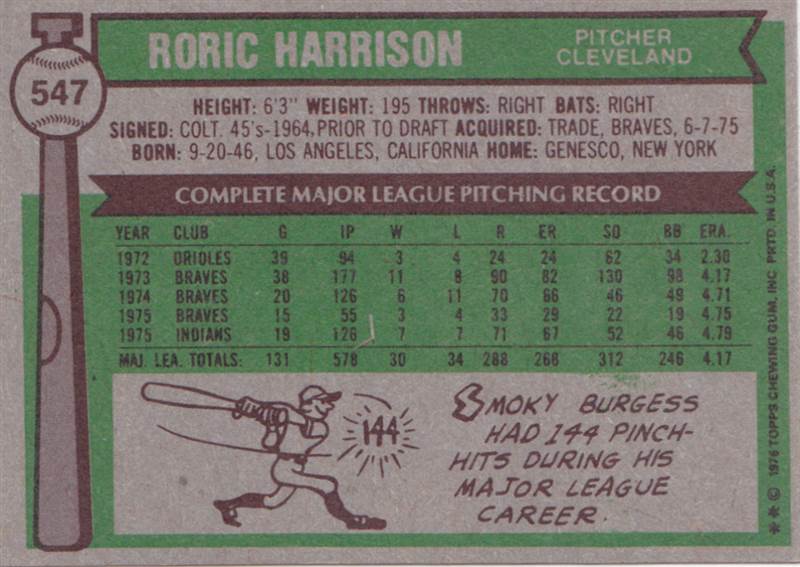 547
RORIC HARRISON
PITCHER
CLEVELAND
HEIGHT: 6'3" WEIGHT: 195 THROWS: RIGHT BATS: RIGHT
SIGNED: COLT. 45's-1964, PRIOR TO DRAFT ACQUIRED: TRADE, BRAVES, 6-7-75
BORN: 9-20-46, LOS ANGELES, CALIFORNIA HOME: GENESCO, NEW YORK
COMPLETE MAJOR LEAGUE PITCHING RECORD
YEAR CLUB G IP W L R ER SO BB ERA.
1972 ORIOLES 39 94 3 4 24 24 62 34 2.30
1973 BRAVES 38 177 11 8 90 82 130 98 4.17
1974 BRAVES 20 126 6 11 70 66 46 49 4.71
1975 BRAVES 15 55 3 4 33 29 22 19 4.75
1975 INDIANS 19 126 7 7 71 67 52 46 4.79
MAJ. LEA. TOTALS: 131 578 30 34 288 268 312 246 4.17
144
SMOKY BURGESS
HAD 144 PINCH-
HITS DURING HIS
MAJOR LEAGUE
CAREER.
** © 1976 TOPPS CHEWING GUM, INC. PRTD. IN U.S.A.